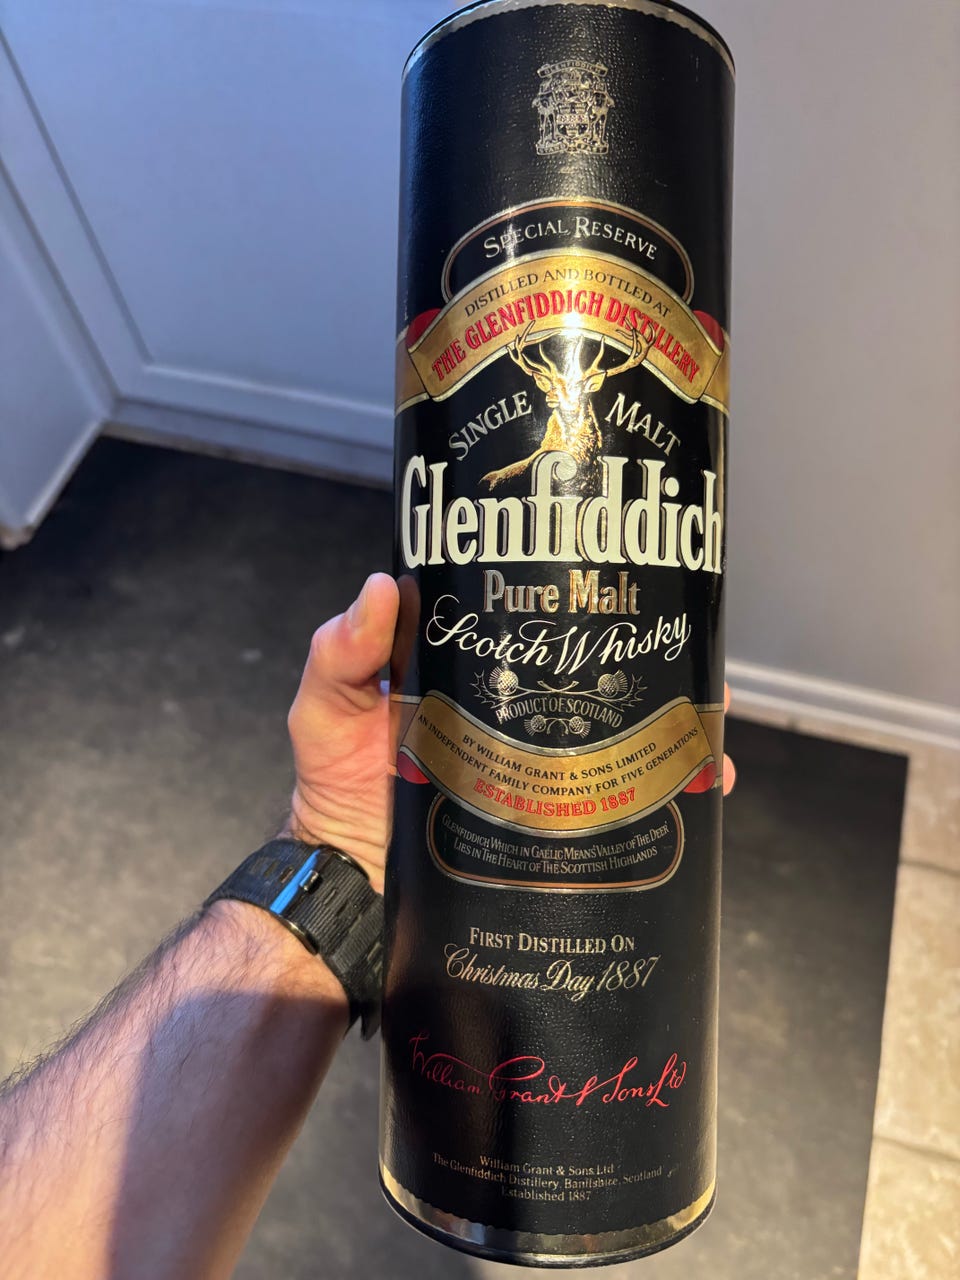 GLENFIDDICH
SPECIAL RESERVE
DISTILLED AND BOTTLED AT
THE GLENFIDDICH DISTILLERY
SINGLE MALT
Glenfiddich
Pure Malt
Scotch Whisky
PRODUCT OF SCOTLAND
BY WILLIAM GRANT & SONS LIMITED
AN INDEPENDENT FAMILY COMPANY FOR FIVE GENERATIONS
ESTABLISHED 1887
GLENFIDDICH WHICH IN GAELIC MEANS 'VALLEY OF THE DEER'
LIES IN THE HEART OF THE SCOTTISH HIGHLANDS
FIRST DISTILLED ON
Christmas Day 1887
William Grant & Sons Ltd
William Grant & Sons Ltd
The Glenfiddich Distillery, Banffshire, Scotland
Established 1887